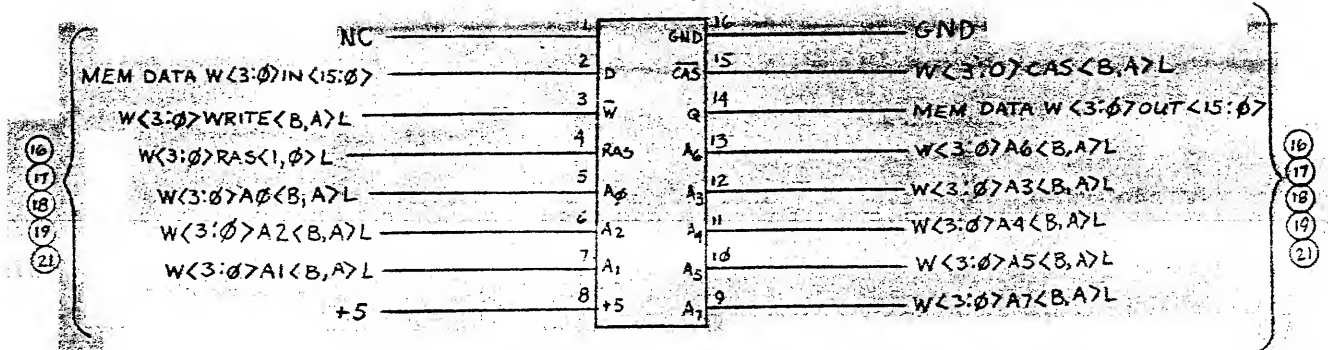 NC 1 16 GND GND
MEM DATA W<3:Ø>IN<15:Ø> 2 D C̅A̅S̅ 15 W<3:0>CAS<B,A>L
W<3:Ø>WRITE<B,A>L 3 W̅ Q 14 MEM DATA W<3:Ø>OUT<15:Ø>
W<3:Ø>RAS<1,Ø>L 4 RAS A6 13 W<3:Ø>A6<B,A>L
W<3:Ø>AØ<B,A>L 5 AØ A3 12 W<3:Ø>A3<B,A>L
W<3:Ø>A2<B,A>L 6 A2 A4 11 W<3:Ø>A4<B,A>L
W<3:Ø>A1<B,A>L 7 A1 A5 1Ø W<3:Ø>A5<B,A>L
+5 8 +5 A7 9 W<3:Ø>A7<B,A>L
16
17
18
19
21
16
17
18
19
21